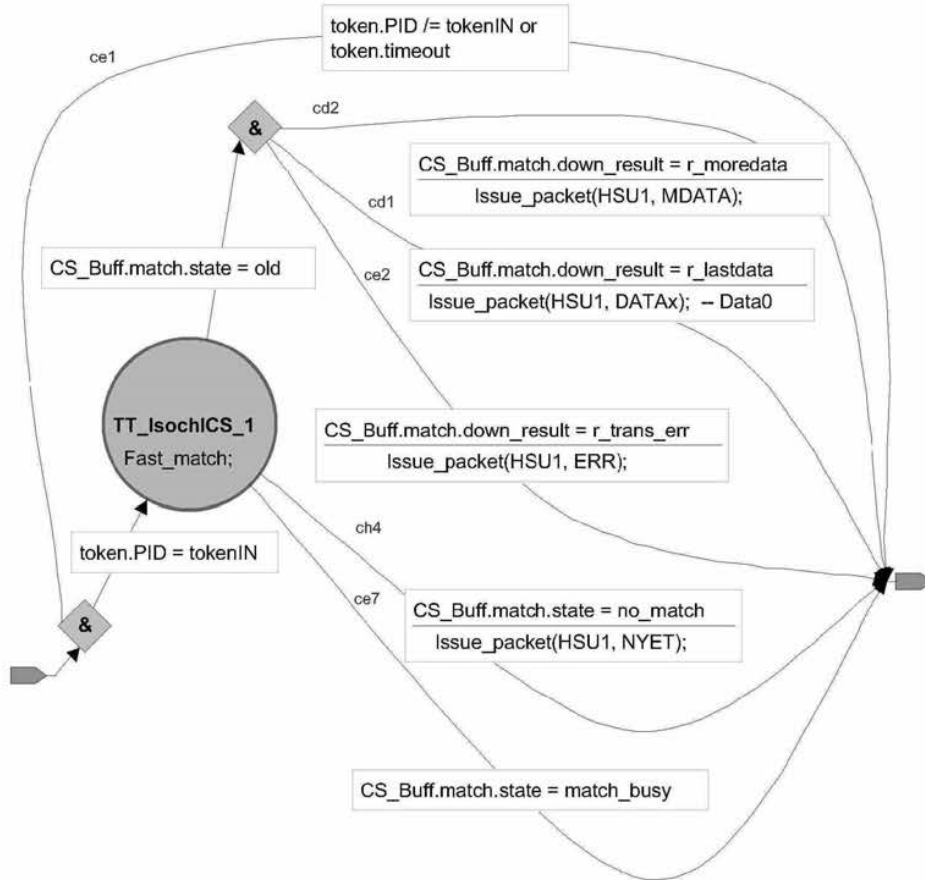 token.PID /= tokenIN or
token.timeout
ce1
cd2
&
CS_Buff.match.down_result = r_moredata
Issue_packet(HSU1, MDATA);
cd1
CS_Buff.match.state = old
ce2
CS_Buff.match.down_result = r_lastdata
Issue_packet(HSU1, DATAx); -- Data0
TT_IsochICS_1
Fast_match;
CS_Buff.match.down_result = r_trans_err
Issue_packet(HSU1, ERR);
ch4
token.PID = tokenIN
ce7
CS_Buff.match.state = no_match
Issue_packet(HSU1, NYET);
&
CS_Buff.match.state = match_busy